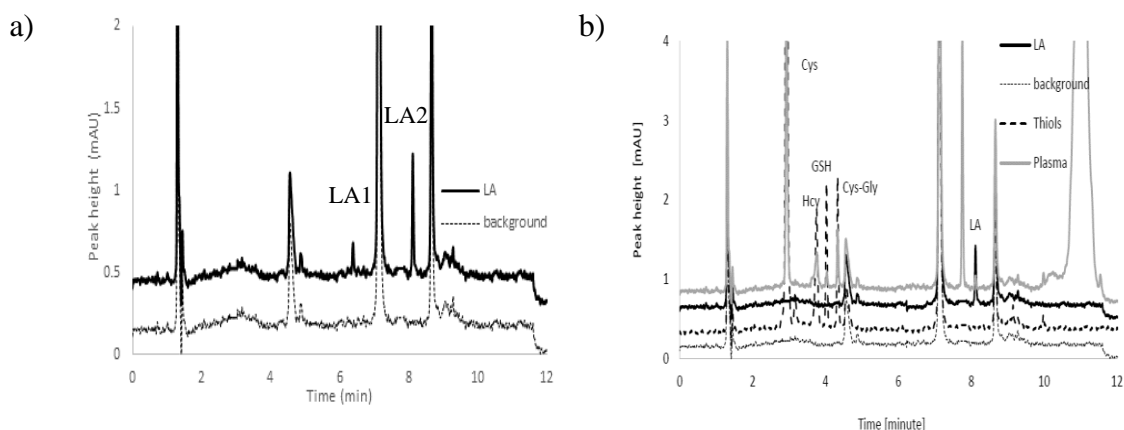 a)
Peak height (mAU)
2
1.5
1
0.5
0
LA1
LA2
LA
background
0 2 4 6 8 10 12
Time (min)
b)
Peak height [mAU]
4
3
2
1
0
Cys
GSH
Hcy
Cys-Gly
LA
LA
background
Thiols
Plasma
0 2 4 6 8 10 12
Time [minute]